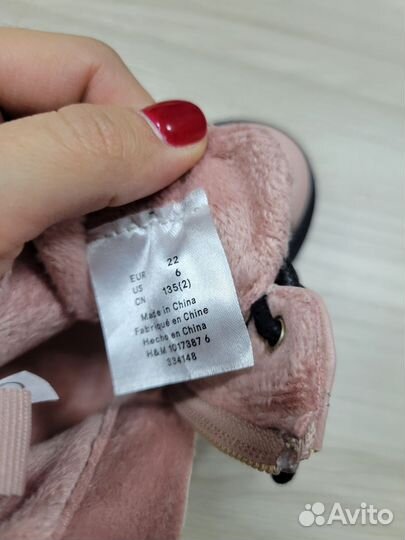 EUR 22
US 6
CN 135(2)
Made in China
Fabriqué en Chine
Hecho en China
H&M 1017387 6
334148
Avito